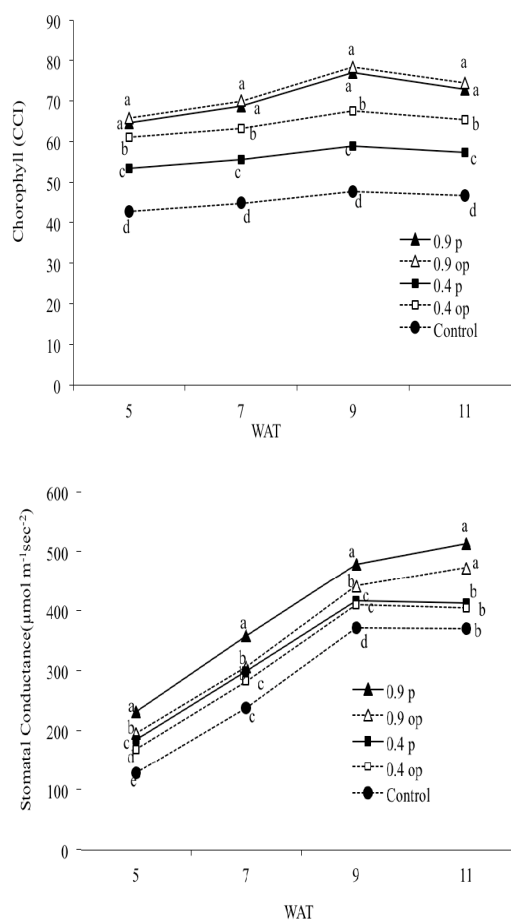 90
80
70
60
50
40
30
20
10
0
Chorophyll (CCI)
a a a a
a a a a
b b b b
c c c c
d d d d
0.9 p
0.9 op
0.4 p
0.4 op
Control
5 7 9 11
WAT
600
500
400
300
200
100
0
Stomatal Conductance(µmol m⁻¹sec⁻²)
a a a a
b b b a
c b c b
d c c b
e c d b
0.9 p
0.9 op
0.4 p
0.4 op
Control
5 7 9 11
WAT